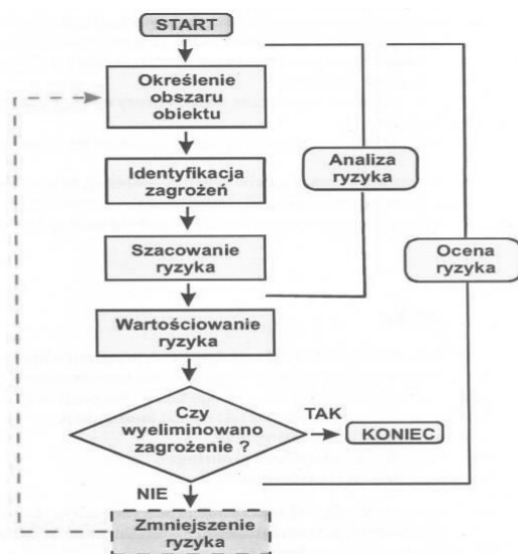 START
Określenie
obszaru
obiektu
Identyfikacja
zagrożeń
Szacowanie
ryzyka
Wartościowanie
ryzyka
Analiza
ryzyka
Ocena
ryzyka
Czy
wyeliminowano
zagrożenie ?
TAK
KONIEC
NIE
Zmniejszenie
ryzyka